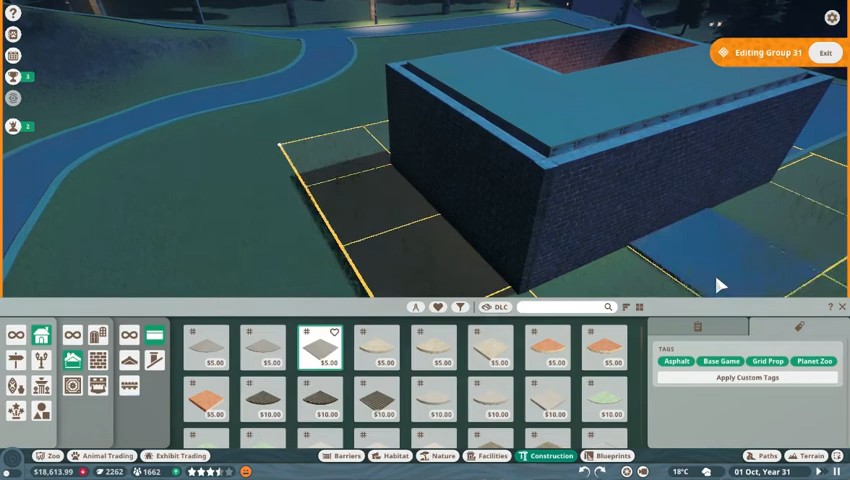 ?
Editing Group 31
Exit
3
2
DLC
?
×
$5.00
$5.00
$5.00
$5.00
$5.00
$5.00
$5.00
$5.00
$5.00
$10.00
$10.00
$10.00
$10.00
$10.00
$10.00
$10.00
TAGS
Asphalt
Base Game
Grid Prop
Planet Zoo
Apply Custom Tags
Zoo
Animal Trading
Exhibit Trading
Barriers
Habitat
Nature
Facilities
Construction
Blueprints
Paths
Terrain
$18,613.99
2262
1662
18°C
01 Oct, Year 31